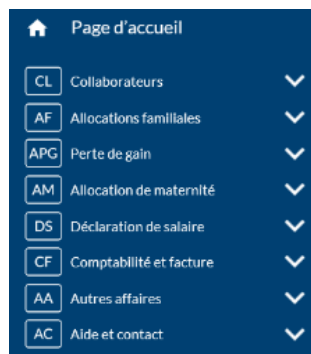 Page d’accueil
CL Collaborateurs
AF Allocations familiales
APG Perte de gain
AM Allocation de maternité
DS Déclaration de salaire
CF Comptabilité et facture
AA Autres affaires
AC Aide et contact